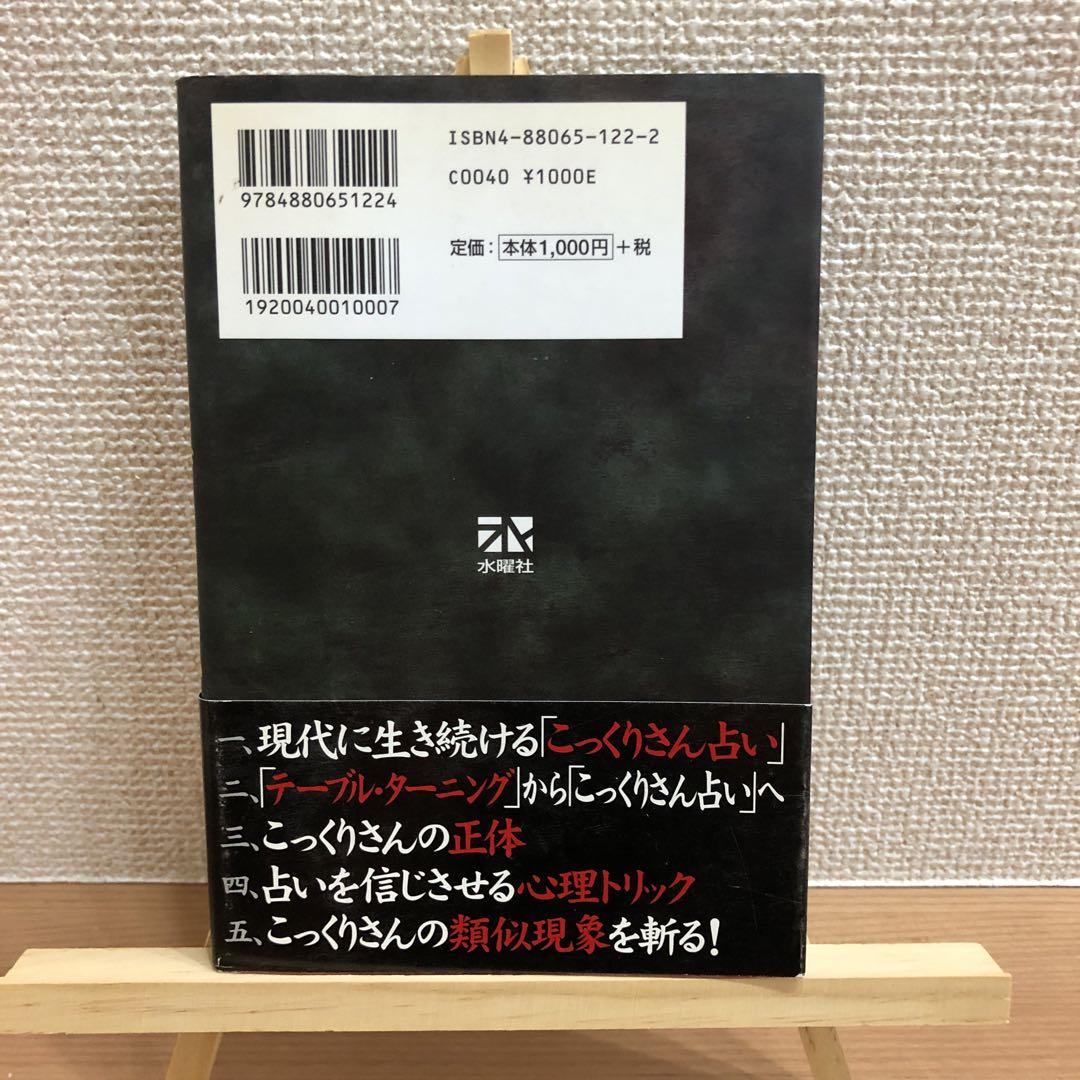 9784880651224
ISBN4-88065-122-2
C0040 ¥1000E
1920040010007
定価：本体1,000円＋税
水曜社
一、現代に生き続ける「こっくりさん占い」
二、「テーブル・ターニング」から「こっくりさん占い」へ
三、こっくりさんの正体
四、占いを信じさせる心理トリック
五、こっくりさんの類似現象を斬る！